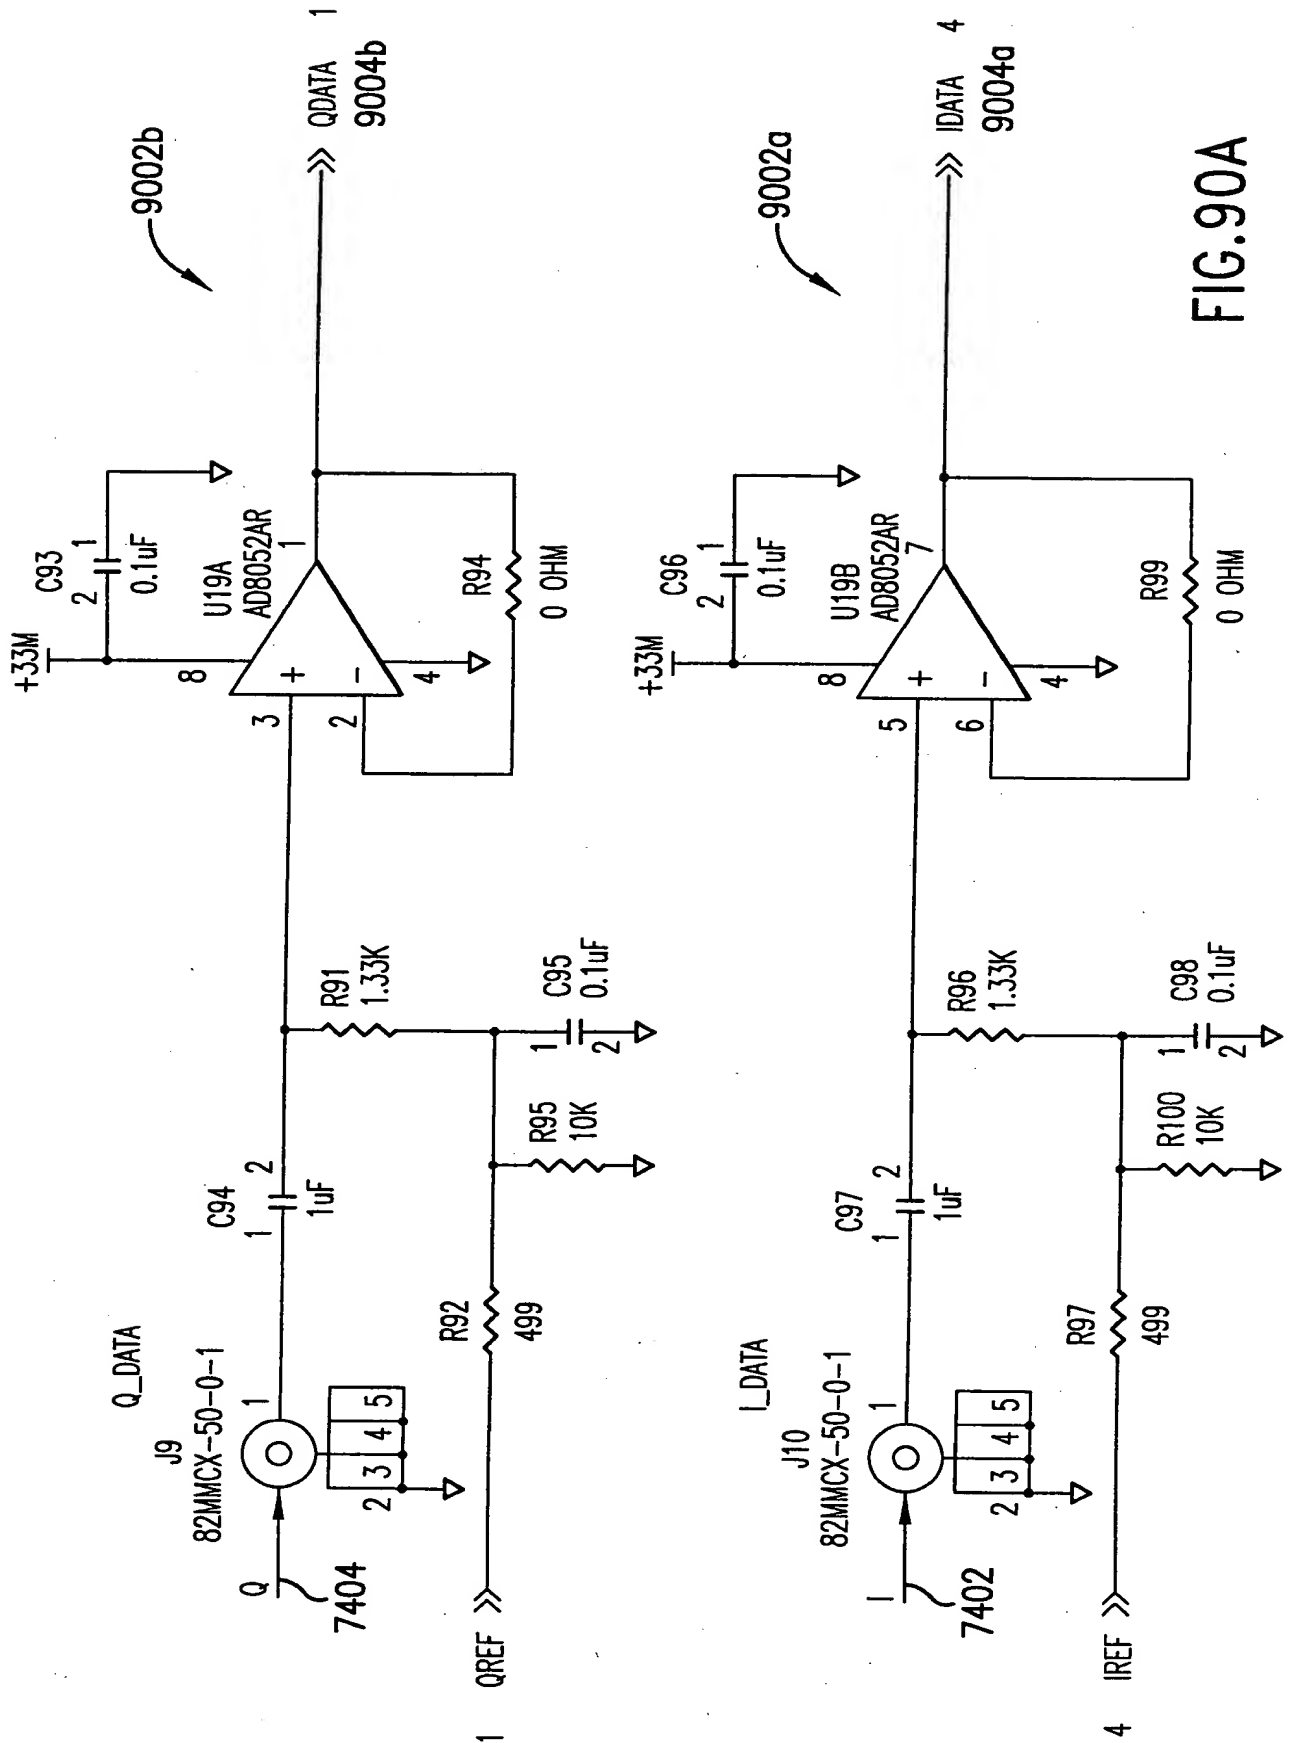 +33M
C93
2 1
0.1uF
8
U19A
AD8052AR
9002b
Q_DATA
J9
82MMCX-50-0-1
1
C94
1 2
1uF
3
+
2
-
4
1
QDATA 1
9004b
Q
7404
2 3 4 5
R91
1.33K
R94
0 OHM
R92
499
R95
10K
C95
0.1uF
1
2
1 QREF
+33M
C96
2 1
0.1uF
8
U19B
AD8052AR
9002a
I_DATA
J10
82MMCX-50-0-1
1
C97
1 2
1uF
5
+
6
-
4
7
IDATA 4
9004a
I
7402
2 3 4 5
R96
1.33K
R99
0 OHM
R97
499
R100
10K
C98
0.1uF
1
2
4 IREF
FIG.90A